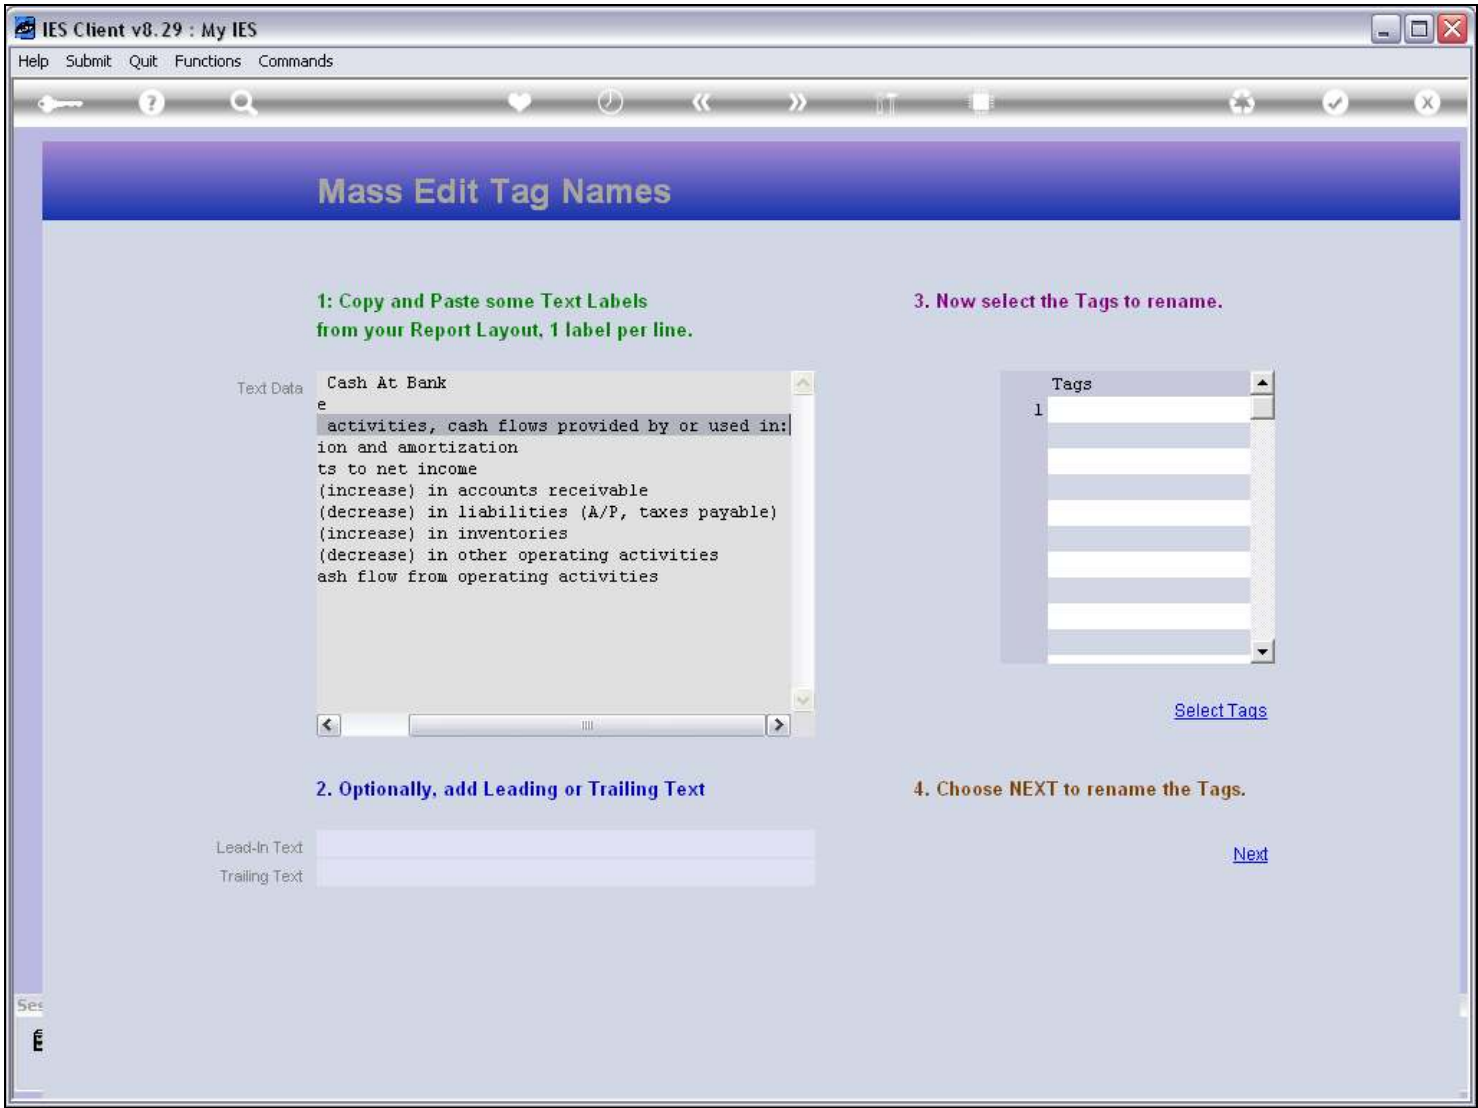 IES Client v8.29 : My IES
Help Submit Quit Functions Commands
Mass Edit Tag Names
1: Copy and Paste some Text Labels
from your Report Layout, 1 label per line.
3. Now select the Tags to rename.
Text Data
Cash At Bank
e
activities, cash flows provided by or used in:
ion and amortization
ts to net income
(increase) in accounts receivable
(decrease) in liabilities (A/P, taxes payable)
(increase) in inventories
(decrease) in other operating activities
ash flow from operating activities
Tags
1
Select Tags
2. Optionally, add Leading or Trailing Text
4. Choose NEXT to rename the Tags.
Lead-In Text
Trailing Text
Next
Ses